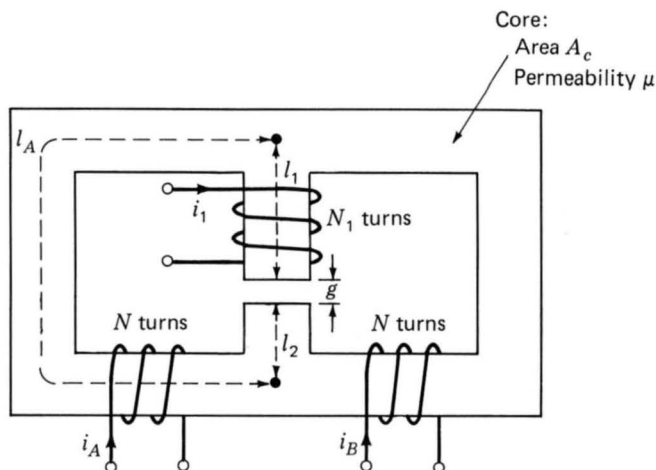 Core:
Area A_c
Permeability μ
l_A
l_1
i_1
N_1 turns
g
N turns
l_2
N turns
i_A
i_B